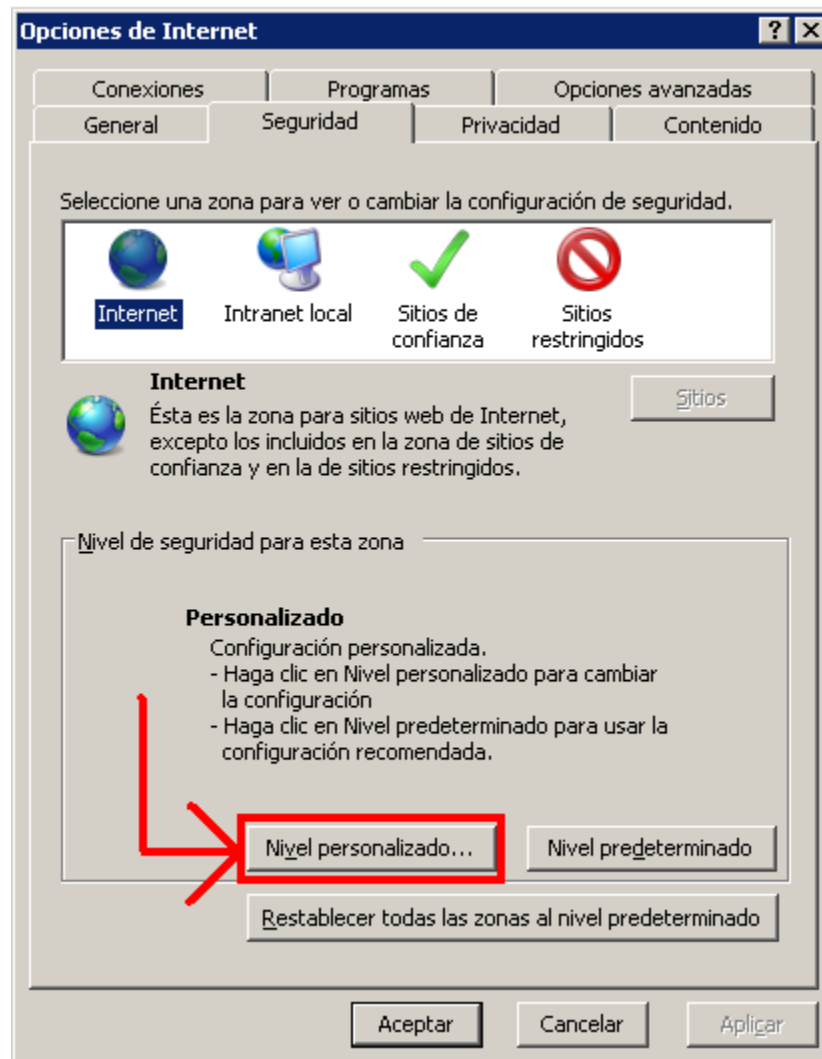 Opciones de Internet
Conexiones
Programas
Opciones avanzadas
General
Seguridad
Privacidad
Contenido
Seleccione una zona para ver o cambiar la configuración de seguridad.
Internet
Intranet local
Sitios de
confianza
Sitios
restringidos
Internet
Ésta es la zona para sitios web de Internet,
excepto los incluidos en la zona de sitios de
confianza y en la de sitios restringidos.
Sitios
Nivel de seguridad para esta zona
Personalizado
Configuración personalizada.
- Haga clic en Nivel personalizado para cambiar
la configuración
- Haga clic en Nivel predeterminado para usar la
configuración recomendada.
Nivel personalizado...
Nivel predeterminado
Restablecer todas las zonas al nivel predeterminado
Aceptar
Cancelar
Aplicar